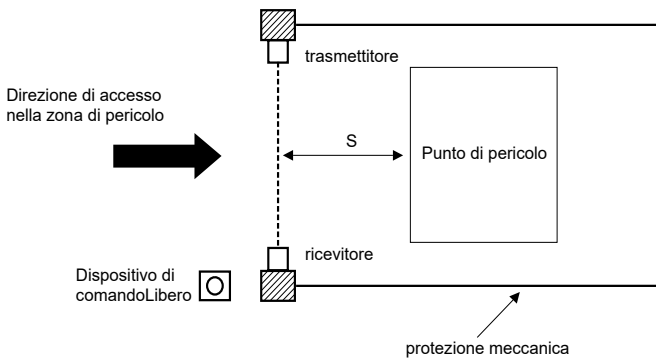 trasmettitore
Direzione di accesso
nella zona di pericolo
S
Punto di pericolo
ricevitore
Dispositivo di
comandoLibero
protezione meccanica